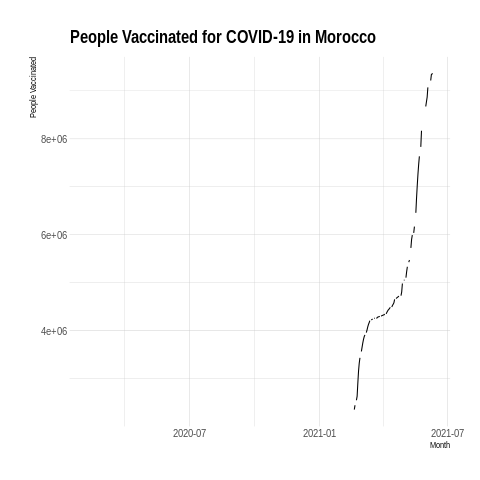 People Vaccinated for COVID-19 in Morocco
People Vaccinated
8e+06
6e+06
4e+06
2020-07
2021-01
2021-07
Month